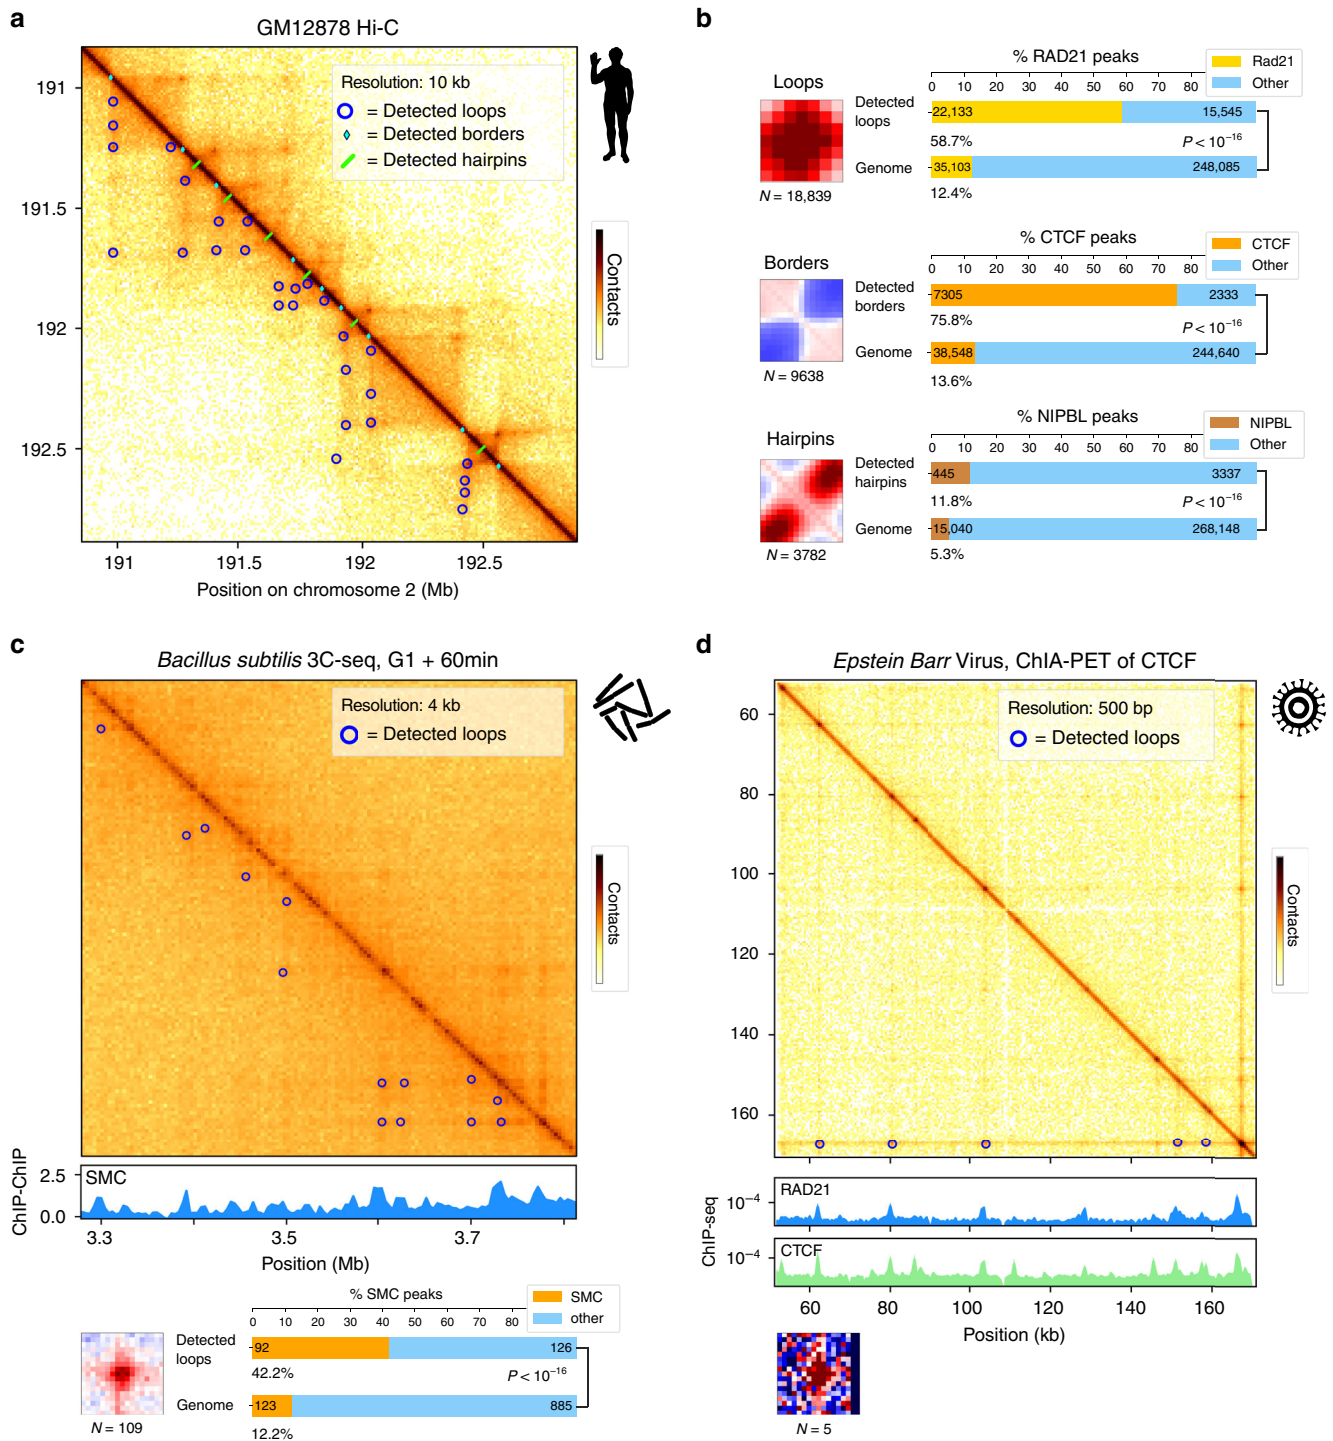 a
GM12878 Hi-C
Resolution: 10 kb
= Detected loops
= Detected borders
= Detected hairpins
191
191.5
192
192.5
Contacts
191 191.5 192 192.5
Position on chromosome 2 (Mb)
b
% RAD21 peaks
Rad21
Other
0 10 20 30 40 50 60 70 80
Loops
N = 18,839
Detected loops
22,133 15,545
58.7% P < 10−16
Genome
35,103 248,085
12.4%
% CTCF peaks
CTCF
Other
0 10 20 30 40 50 60 70 80
Borders
N = 9638
Detected borders
7305 2333
75.8% P < 10−16
Genome
38,548 244,640
13.6%
% NIPBL peaks
NIPBL
Other
0 10 20 30 40 50 60 70 80
Hairpins
N = 3782
Detected hairpins
445 3337
11.8% P < 10−16
Genome
15,040 268,148
5.3%
c
Bacillus subtilis 3C-seq, G1 + 60min
Resolution: 4 kb
= Detected loops
Contacts
ChIP-ChIP
2.5
0.0
SMC
3.3 3.5 3.7
Position (Mb)
% SMC peaks
SMC
other
0 10 20 30 40 50 60 70 80
N = 109
Detected loops
92 126
42.2% P < 10−16
Genome
123 885
12.2%
d
Epstein Barr Virus, ChIA-PET of CTCF
Resolution: 500 bp
= Detected loops
60
80
100
120
140
160
Contacts
ChIP-seq
10−4
RAD21
10−4
CTCF
60 80 100 120 140 160
Position (kb)
N = 5